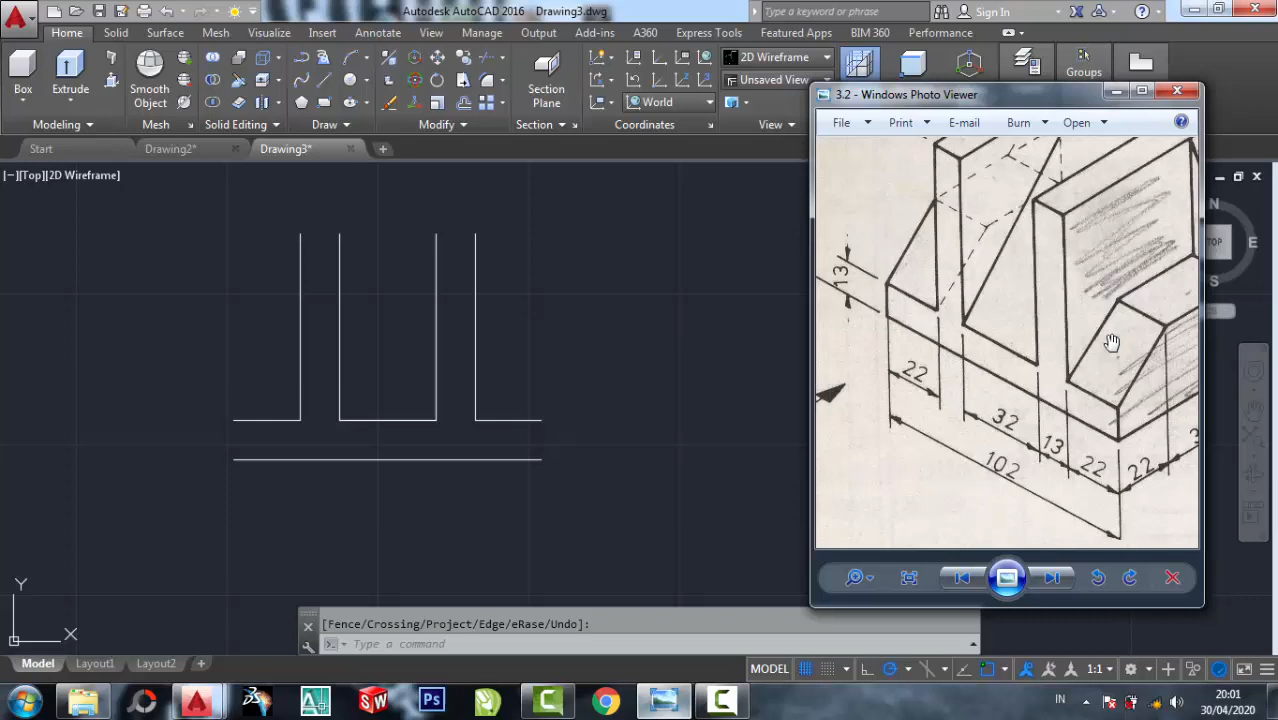 Autodesk AutoCAD 2016 Drawing3.dwg
Type a keyword or phrase
Sign In
Home Solid Surface Mesh Visualize Insert Annotate View Manage Output Add-ins A360 Express Tools Featured Apps BIM 360 Performance
Box
Extrude
Smooth
Object
Section
Plane
2D Wireframe
Unsaved View
World
Groups
Modeling
Mesh
Solid Editing
Draw
Modify
Section
Coordinates
View
Start
Drawing2*
Drawing3*
[−][Top][2D Wireframe]
3.2 - Windows Photo Viewer
File Print E-mail Burn Open
13
22
32
13
22
22
102
N
TOP
E
S
Y
X
[Fence/Crossing/Project/Edge/eRase/Undo]:
Type a command
Model Layout1 Layout2
MODEL
1:1
Ps
IN
20:01
30/04/2020